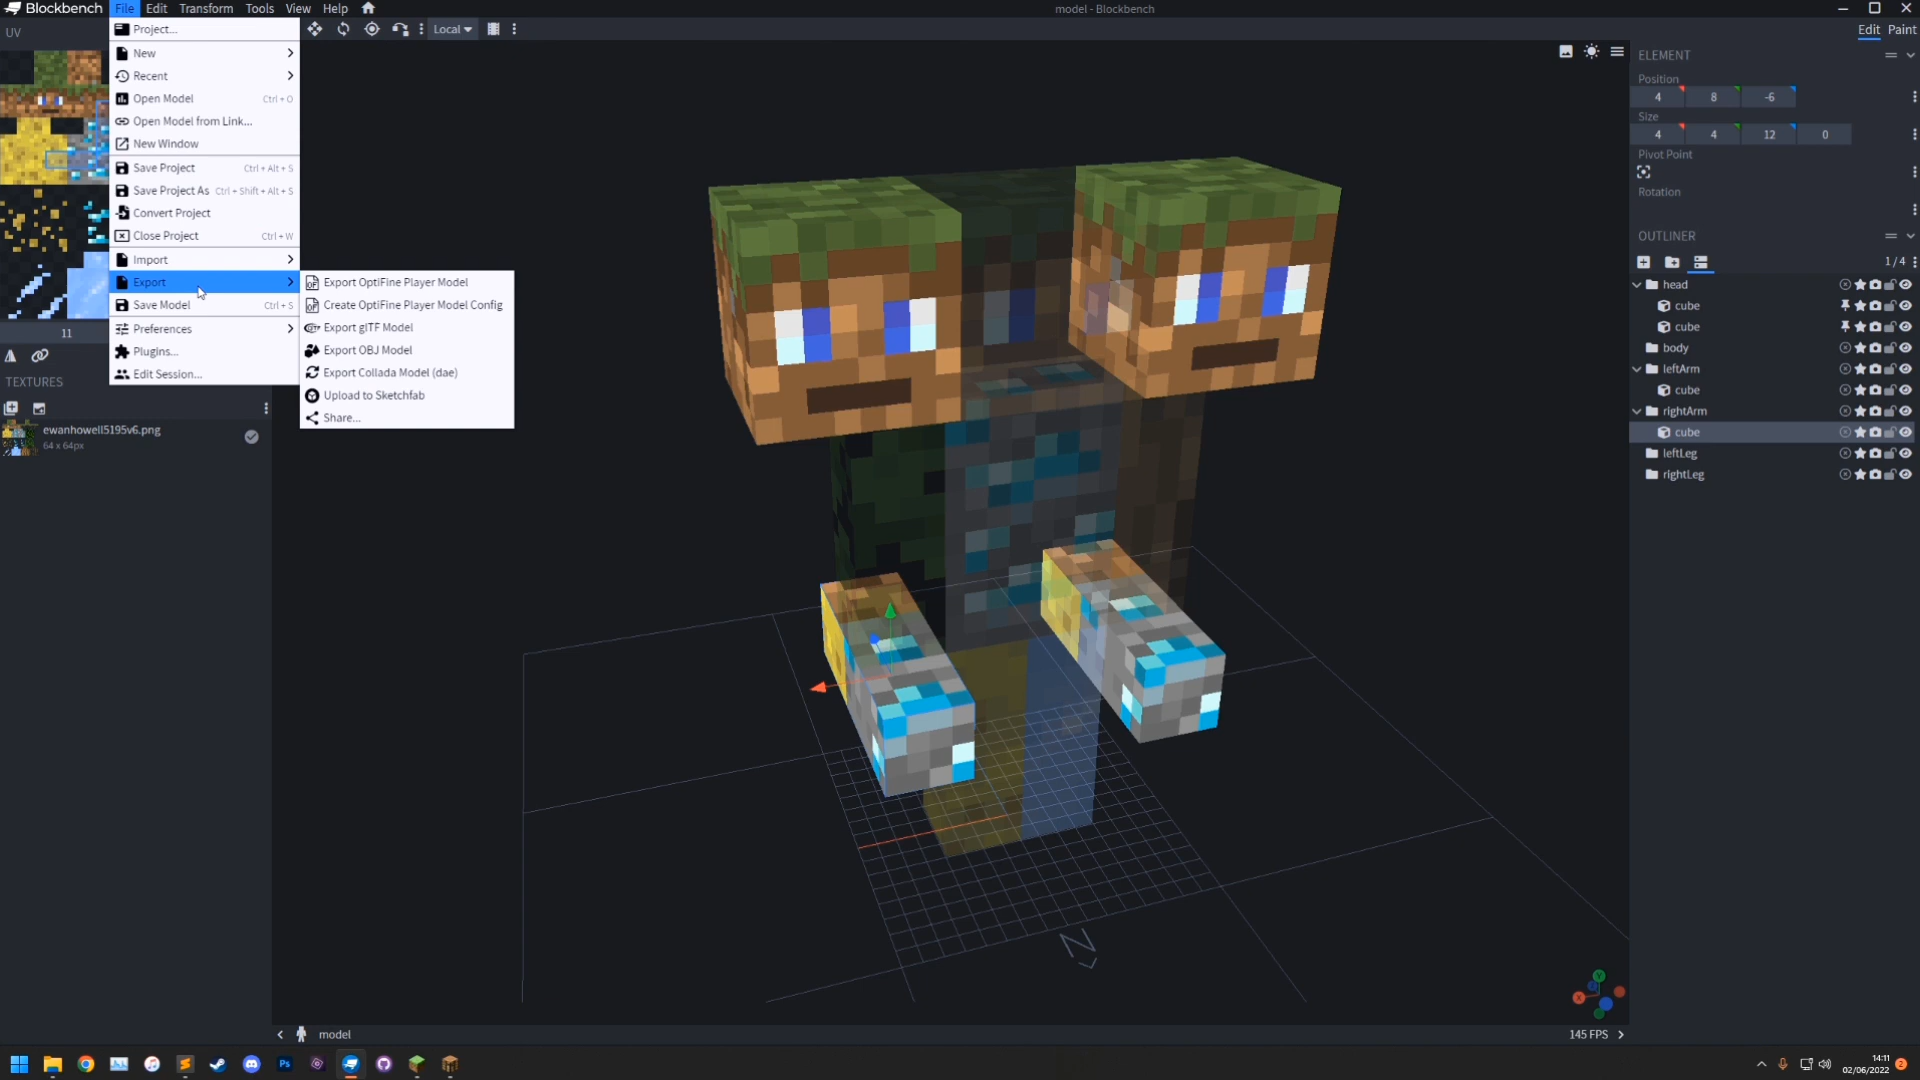 Blockbench
File Edit Transform Tools View Help
model - Blockbench
UV
Project...
New
Recent
Open Model Ctrl + O
Open Model from Link...
New Window
Save Project Ctrl + Alt + S
Save Project As Ctrl + Shift + Alt + S
Convert Project
Close Project Ctrl + W
Import
Export
Save Model Ctrl + S
Preferences
Plugins...
Edit Session...
Export OptiFine Player Model
Create OptiFine Player Model Config
Export glTF Model
Export OBJ Model
Export Collada Model (dae)
Upload to Sketchfab
Share...
Local
11
TEXTURES
ewanhowell5195v6.png
64 x 64px
Edit Paint
ELEMENT
Position
4 8 -6
Size
4 4 12 0
Pivot Point
Rotation
OUTLINER
1 / 4
head
cube
cube
body
leftArm
cube
rightArm
cube
leftLeg
rightLeg
N
Y
X
model
145 FPS
Ps
14:11
02/06/2022
2